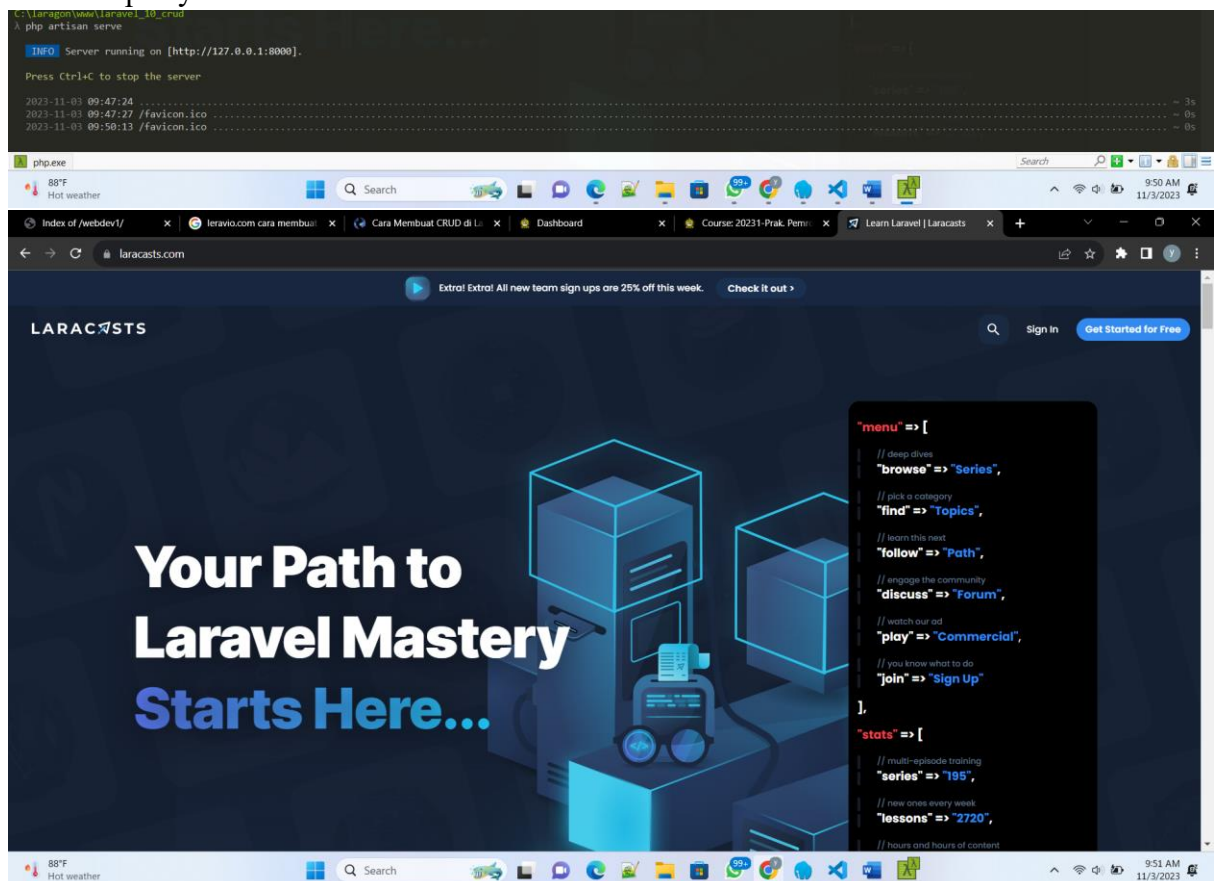 C:\laragon\www\laravel_10_crud
λ php artisan serve
INFO Server running on [http://127.0.0.1:8000].
Press Ctrl+C to stop the server
2023-11-03 09:47:24 ~ 3s
2023-11-03 09:47:27 /favicon.ico ~ 0s
2023-11-03 09:50:13 /favicon.ico ~ 0s
php.exe
Search
88°F
Hot weather
Search
99+
9:50 AM
11/3/2023
Index of /webdev1/
leravio.com cara membuat
Cara Membuat CRUD di La
Dashboard
Course: 20231-Prak. Pemro
Learn Laravel | Laracasts
laracasts.com
Extra! Extra! All new team sign ups are 25% off this week. Check it out >
LARACASTS
Sign In
Get Started for Free
Your Path to
Laravel Mastery
Starts Here...
"menu" => [
// deep dives
"browse" => "Series",
// pick a category
"find" => "Topics",
// learn this next
"follow" => "Path",
// engage the community
"discuss" => "Forum",
// watch our ad
"play" => "Commercial",
// you know what to do
"join" => "Sign Up"
],
"stats" => [
// multi-episode training
"series" => "195",
// new ones every week
"lessons" => "2720",
// hours and hours of content
88°F
Hot weather
Search
99+
9:51 AM
11/3/2023